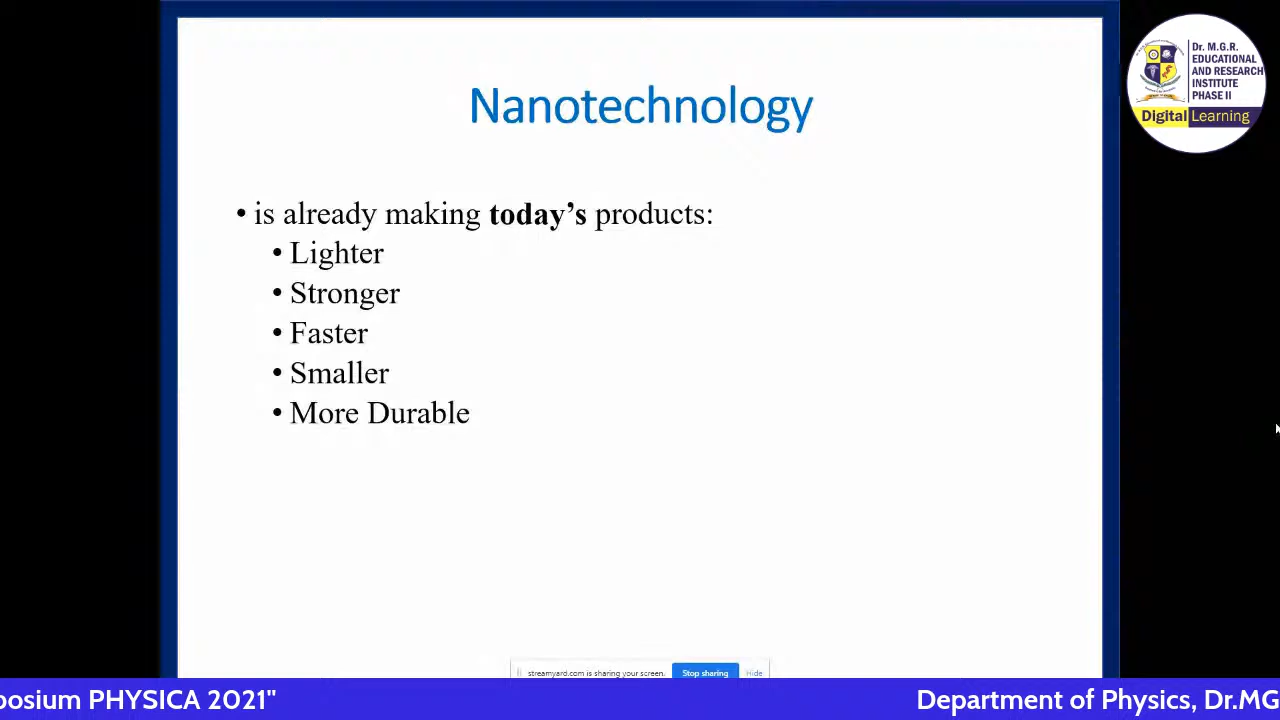 Nanotechnology
• is already making today’s products:
• Lighter
• Stronger
• Faster
• Smaller
• More Durable
Dr. M.G.R.
EDUCATIONAL
AND RESEARCH
INSTITUTE
PHASE II
Digital Learning
streamyard.com is sharing your screen. Stop sharing Hide
posium PHYSICA 2021" Department of Physics, Dr.MG